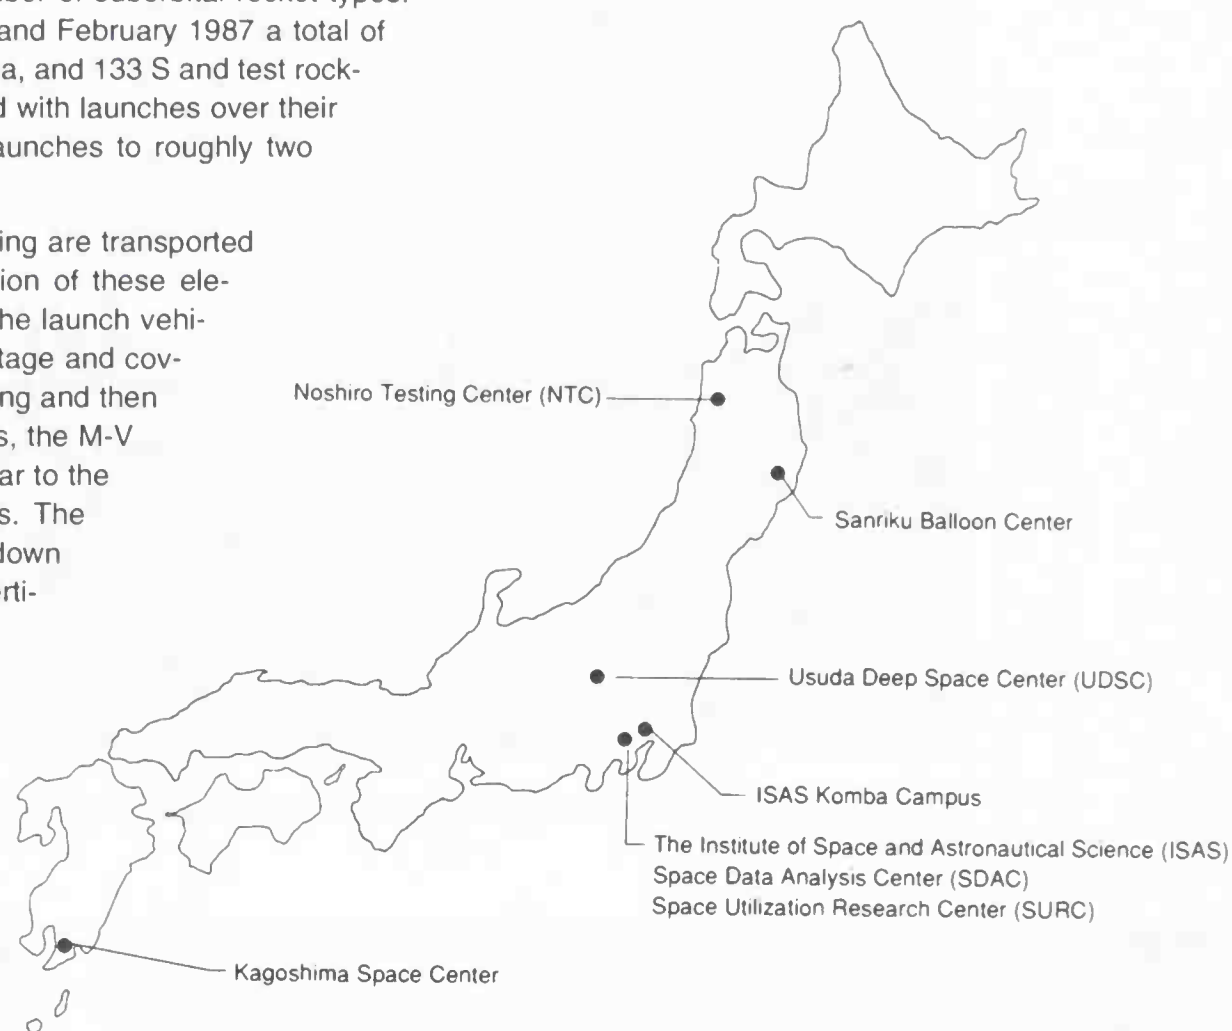 and February 1987 a total of
a, and 133 S and test rock-
with launches over their
launches to roughly two
ing are transported
ion of these ele-
he launch vehi-
tage and cov-
ng and then
s, the M-V
ar to the
s. The
down
erti-
Noshiro Testing Center (NTC)
Sanriku Balloon Center
Usuda Deep Space Center (UDSC)
ISAS Komba Campus
The Institute of Space and Astronautical Science (ISAS)
Space Data Analysis Center (SDAC)
Space Utilization Research Center (SURC)
Kagoshima Space Center